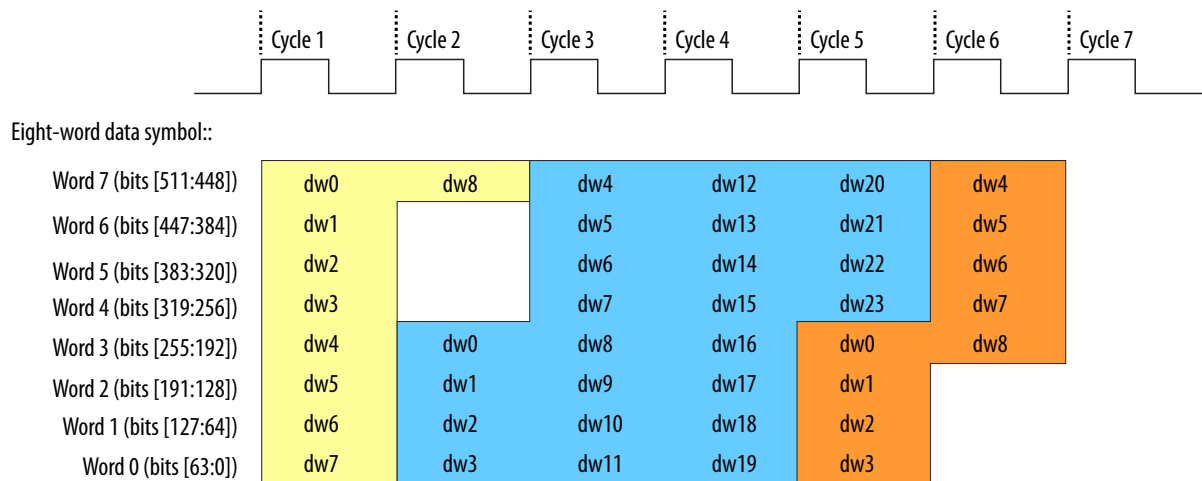 Cycle 1 Cycle 2 Cycle 3 Cycle 4 Cycle 5 Cycle 6 Cycle 7
Eight-word data symbol::
Word 7 (bits [511:448]) dw0 dw8 dw4 dw12 dw20 dw4
Word 6 (bits [447:384]) dw1 dw5 dw13 dw21 dw5
Word 5 (bits [383:320]) dw2 dw6 dw14 dw22 dw6
Word 4 (bits [319:256]) dw3 dw7 dw15 dw23 dw7
Word 3 (bits [255:192]) dw4 dw0 dw8 dw16 dw0 dw8
Word 2 (bits [191:128]) dw5 dw1 dw9 dw17 dw1
Word 1 (bits [127:64]) dw6 dw2 dw10 dw18 dw2
Word 0 (bits [63:0]) dw7 dw3 dw11 dw19 dw3